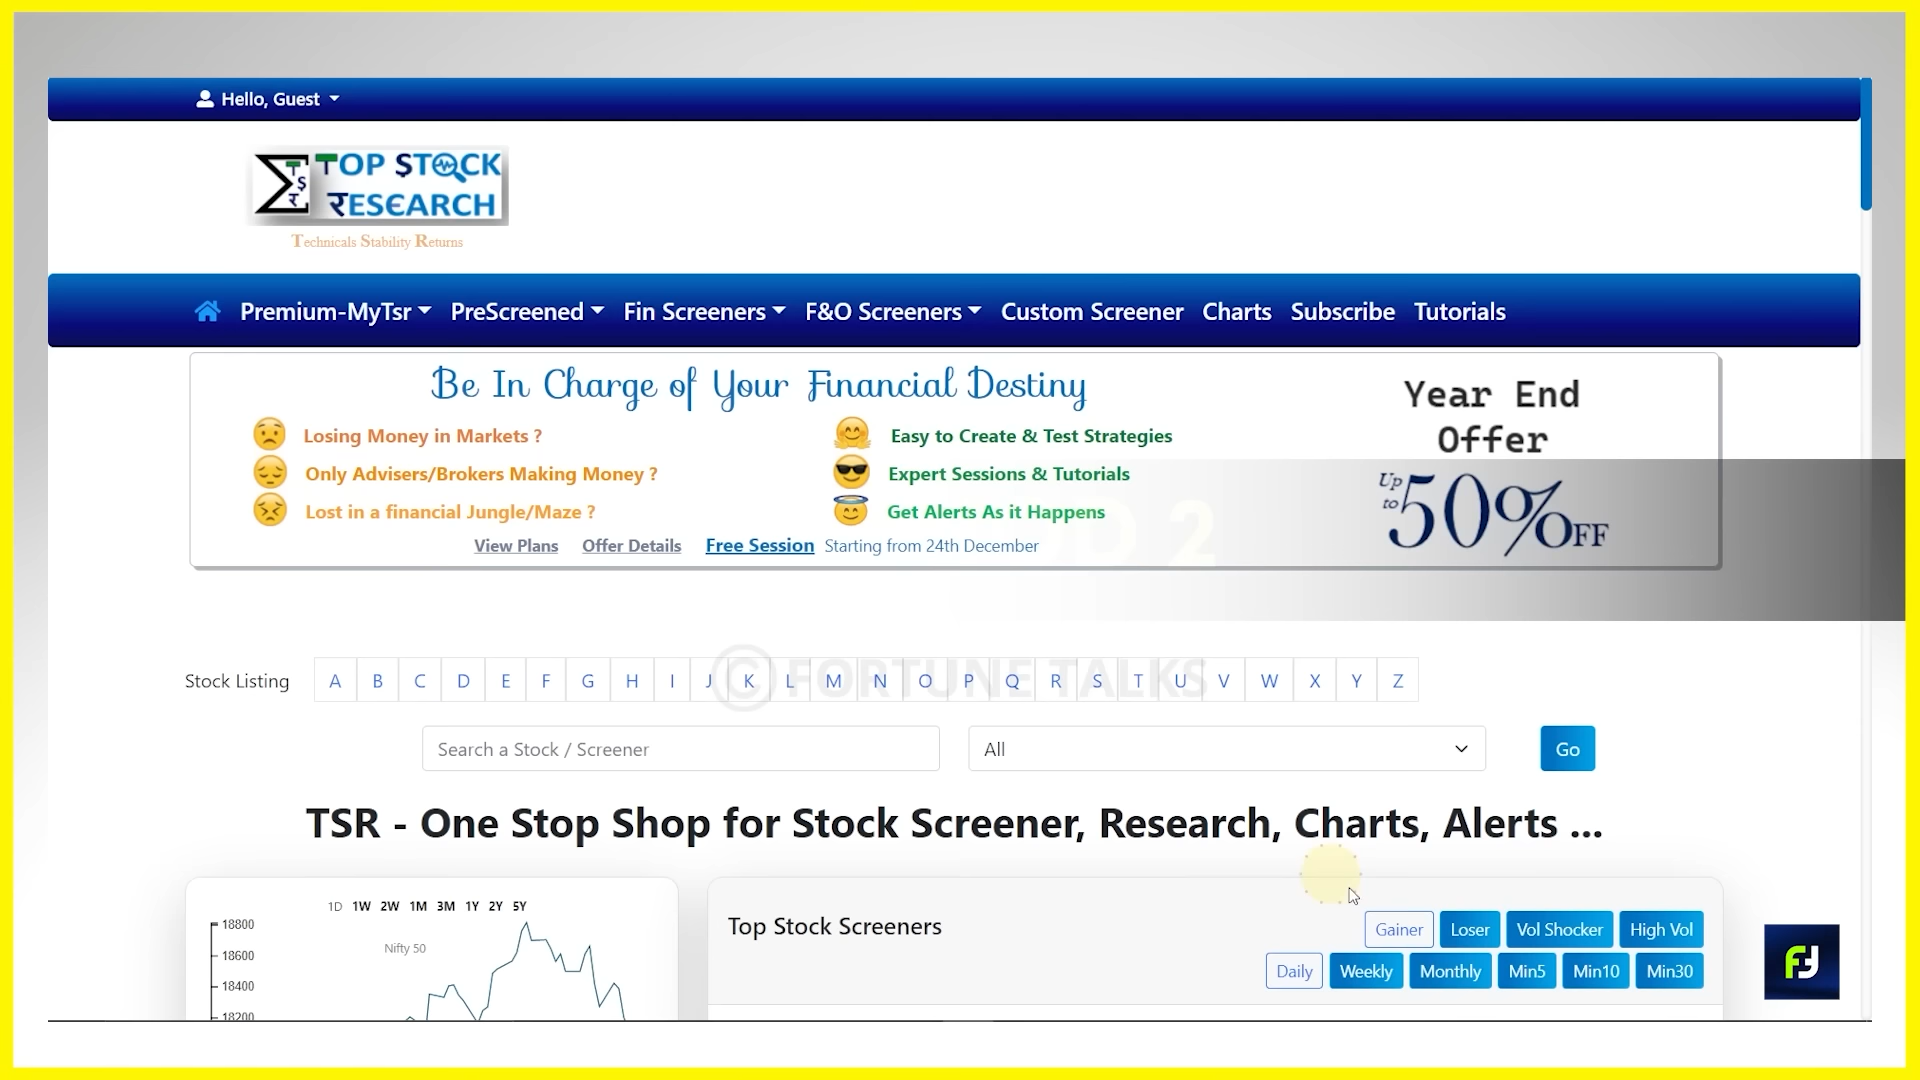 Hello, Guest
TOP STOCK
RESEARCH
Technicals Stability Returns
Premium-MyTsr PreScreened Fin Screeners F&O Screeners Custom Screener Charts Subscribe Tutorials
Be In Charge of Your Financial Destiny
Losing Money in Markets ?
Only Advisers/Brokers Making Money ?
Lost in a financial Jungle/Maze ?
Easy to Create & Test Strategies
Expert Sessions & Tutorials
Get Alerts As it Happens
View Plans Offer Details Free Session Starting from 24th December
Year End
Offer
Up to 50% OFF
2
Stock Listing A B C D E F G H I J K L M N O P Q R S T U V W X Y Z
© FORTUNE TALKS
Search a Stock / Screener All Go
TSR - One Stop Shop for Stock Screener, Research, Charts, Alerts ...
1D 1W 2W 1M 3M 1Y 2Y 5Y
Nifty 50
18800
18600
18400
18200
Top Stock Screeners
Gainer Loser Vol Shocker High Vol
Daily Weekly Monthly Min5 Min10 Min30